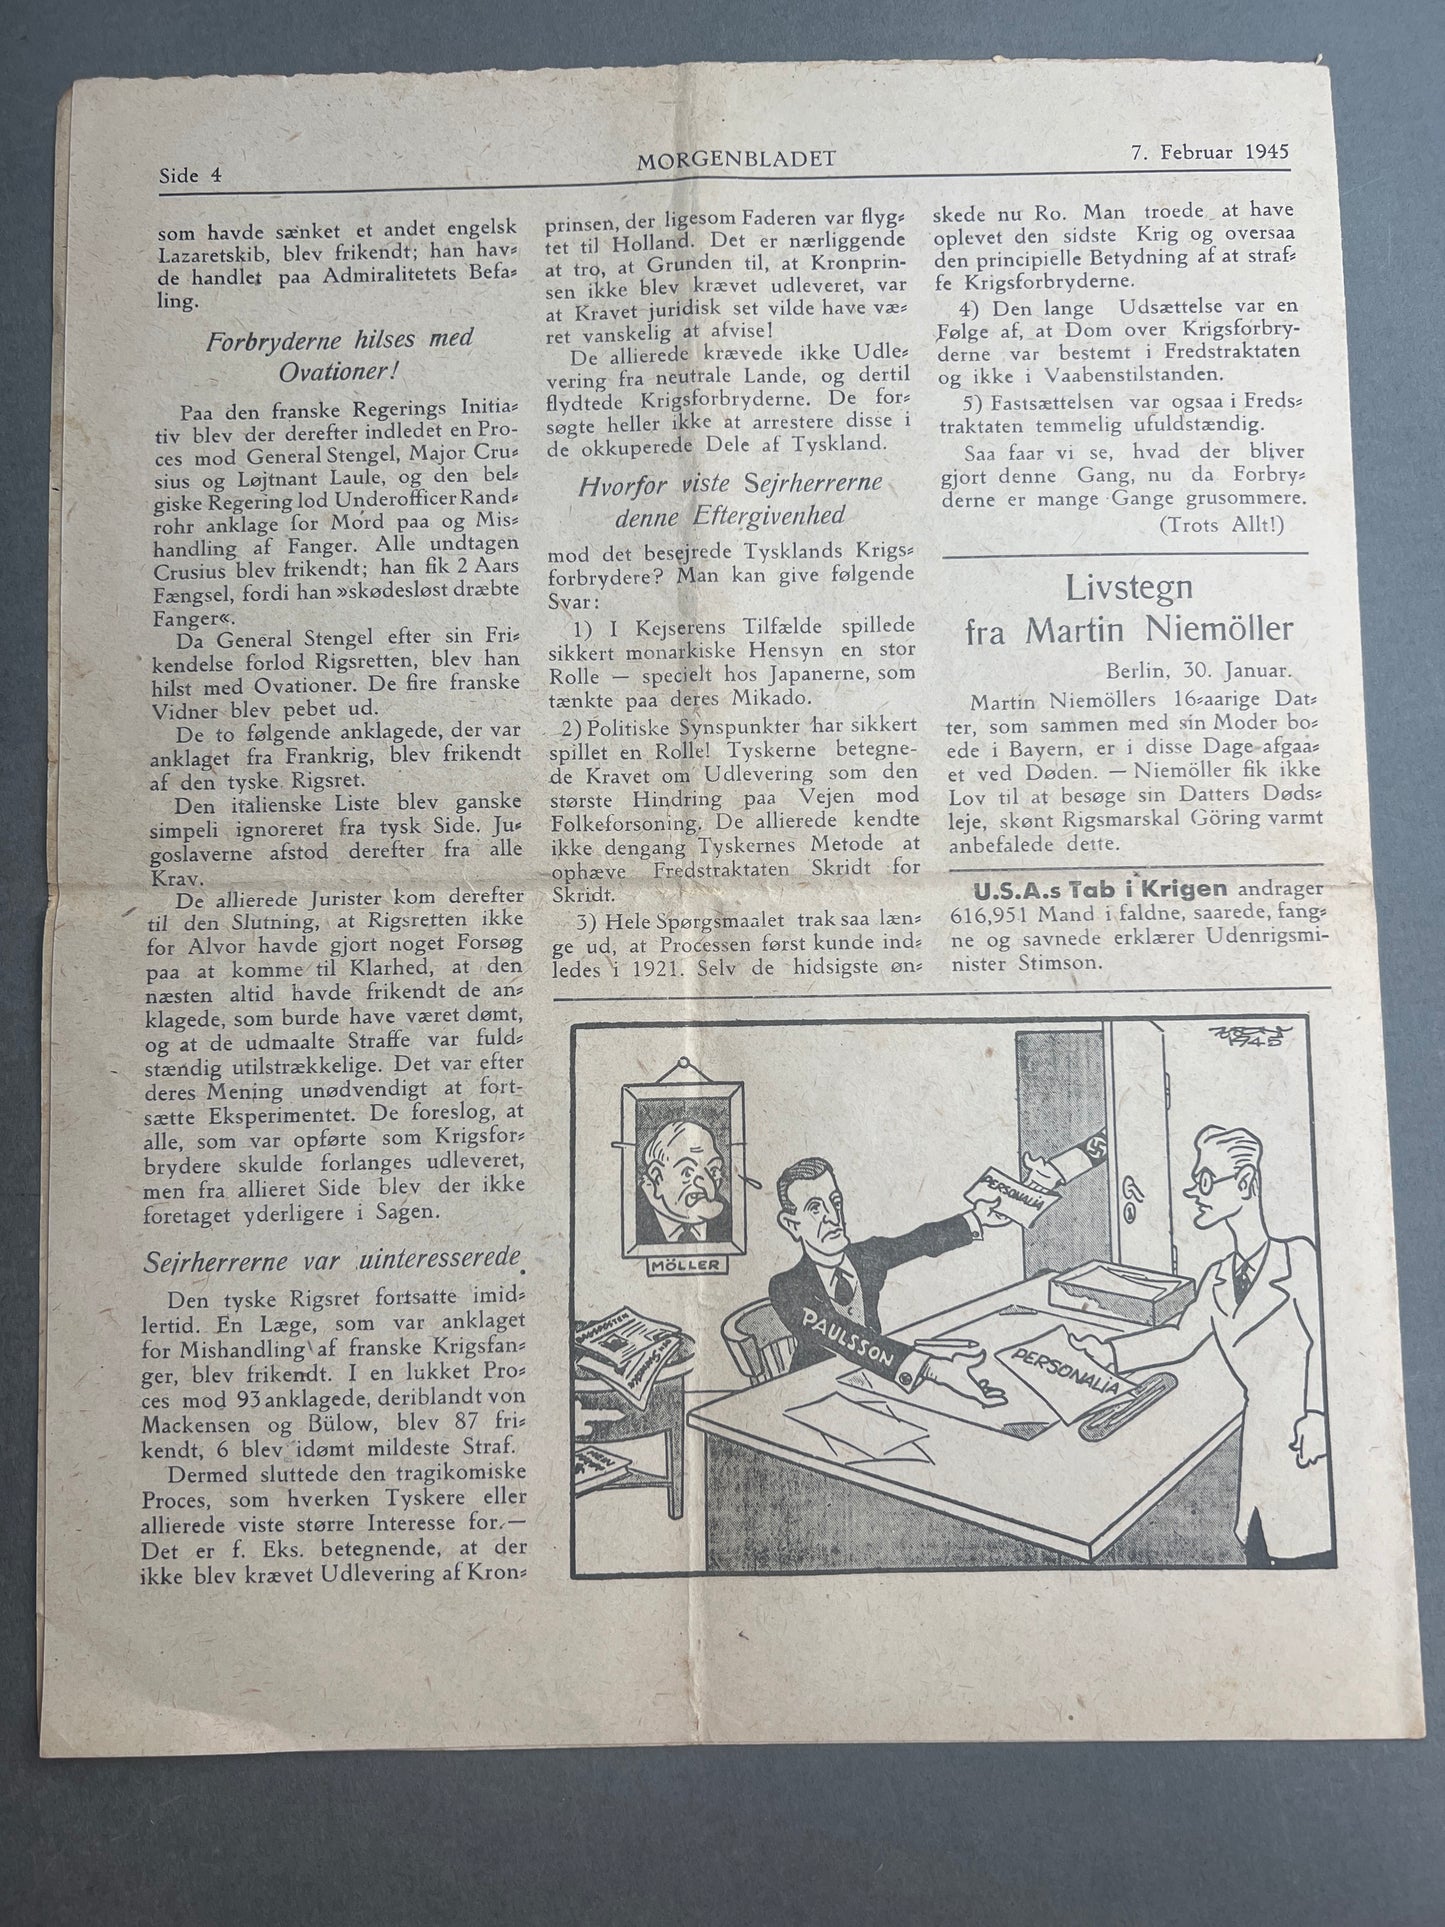 Side 4
MORGENBLADET
7. Februar 1945
som havde sænket et andet engelsk
Lazaretskib, blev frikendt; han hav-
de handlet paa Admiralitetets Befa-
ling.
Forbryderne hilses med
Ovationer!
Paa den franske Regerings Initia-
tiv blev der derefter indledet en Pro-
ces mod General Stengel, Major Cru-
sius og Løjtnant Laule, og den bel-
giske Regering lod Underofficer Rand-
rohr anklage for Mord paa og Mis-
handling af Fanger. Alle undtagen
Crusius blev frikendt; han fik 2 Aars
Fængsel, fordi han »skødesløst dræbte
Fanger«.
Da General Stengel efter sin Fri-
kendelse forlod Rigsretten, blev han
hilst med Ovationer. De fire franske
Vidner blev pebet ud.
De to følgende anklagede, der var
anklaget fra Frankrig, blev frikendt
af den tyske Rigsret.
Den italienske Liste blev ganske
simpeli ignoreret fra tysk Side. Ju-
goslaverne afstod derefter fra alle
Krav.
De allierede Jurister kom derefter
til den Slutning, at Rigsretten ikke
for Alvor havde gjort noget Forsøg
paa at komme til Klarhed, at den
næsten altid havde frikendt de an-
klagede, som burde have været dømt,
og at de udmaalte Straffe var fuld-
stændig utilstrækkelige. Det var efter
deres Mening unødvendigt at fort-
sætte Eksperimentet. De foreslog, at
alle, som var opførte som Krigsfor-
brydere skulde forlanges udleveret,
men fra allieret Side blev der ikke
foretaget yderligere i Sagen.
Sejrherrerne var uinteresserede.
Den tyske Rigsret fortsatte imid-
lertid. En Læge, som var anklaget
for Mishandling af franske Krigsfan-
ger, blev frikendt. I en lukket Pro-
ces mod 93 anklagede, deriblandt von
Mackensen og Bülow, blev 87 fri-
kendt, 6 blev idømt mildeste Straf.
Dermed sluttede den tragikomiske
Proces, som hverken Tyskere eller
allierede viste større Interesse for. —
Det er f. Eks. betegnende, at der
ikke blev krævet Udlevering af Kron-
prinsen, der ligesom Faderen var flyg-
tet til Holland. Det er nærliggende
at tro, at Grunden til, at Kronprin-
sen ikke blev krævet udleveret, var
at Kravet juridisk set vilde have væ-
ret vanskelig at afvise!
De allierede krævede ikke Udle-
vering fra neutrale Lande, og dertil
flydtede Krigsforbryderne. De for-
søgte heller ikke at arrestere disse i
de okkuperede Dele af Tyskland.
Hvorfor viste Sejrherrerne
denne Eftergivenhed
mod det besejrede Tysklands Krigs-
forbrydere? Man kan give følgende
Svar:
1) I Kejserens Tilfælde spillede
sikkert monarkiske Hensyn en stor
Rolle — specielt hos Japanerne, som
tænkte paa deres Mikado.
2) Politiske Synspunkter har sikkert
spillet en Rolle! Tyskerne betegne-
de Kravet om Udlevering som den
største Hindring paa Vejen mod
Folkeforsoning. De allierede kendte
ikke dengang Tyskernes Metode at
ophæve Fredstraktaten Skridt for
Skridt.
3) Hele Spørgsmaalet trak saa læn-
ge ud, at Processen først kunde ind-
ledes i 1921. Selv de hidsigste øn-
skede nu Ro. Man troede at have
oplevet den sidste Krig og oversaa
den principielle Betydning af at straf-
fe Krigsforbryderne.
4) Den lange Udsættelse var en
Følge af, at Dom over Krigsforbry-
derne var bestemt i Fredstraktaten
og ikke i Vaabenstilstanden.
5) Fastsættelsen var ogsaa i Freds-
traktaten temmelig ufuldstændig.
Saa faar vi se, hvad der bliver
gjort denne Gang, nu da Forbry-
derne er mange Gange grusommere.
(Trots Allt!)
Livstegn
fra Martin Niemöller
Berlin, 30. Januar.
Martin Niemöllers 16-aarige Dat-
ter, som sammen med sin Moder bo-
ede i Bayern, er i disse Dage afgaa-
et ved Døden. — Niemöller fik ikke
Lov til at besøge sin Datters Døds-
leje, skønt Rigsmarskal Göring varmt
anbefalede dette.
U.S.A.s Tab i Krigen andrager
616,951 Mand i faldne, saarede, fang-
ne og savnede erklærer Udenrigsmi-
nister Stimson.
1945
MÖLLER
PERSONALIA
PAULSSON
PERSONALIA